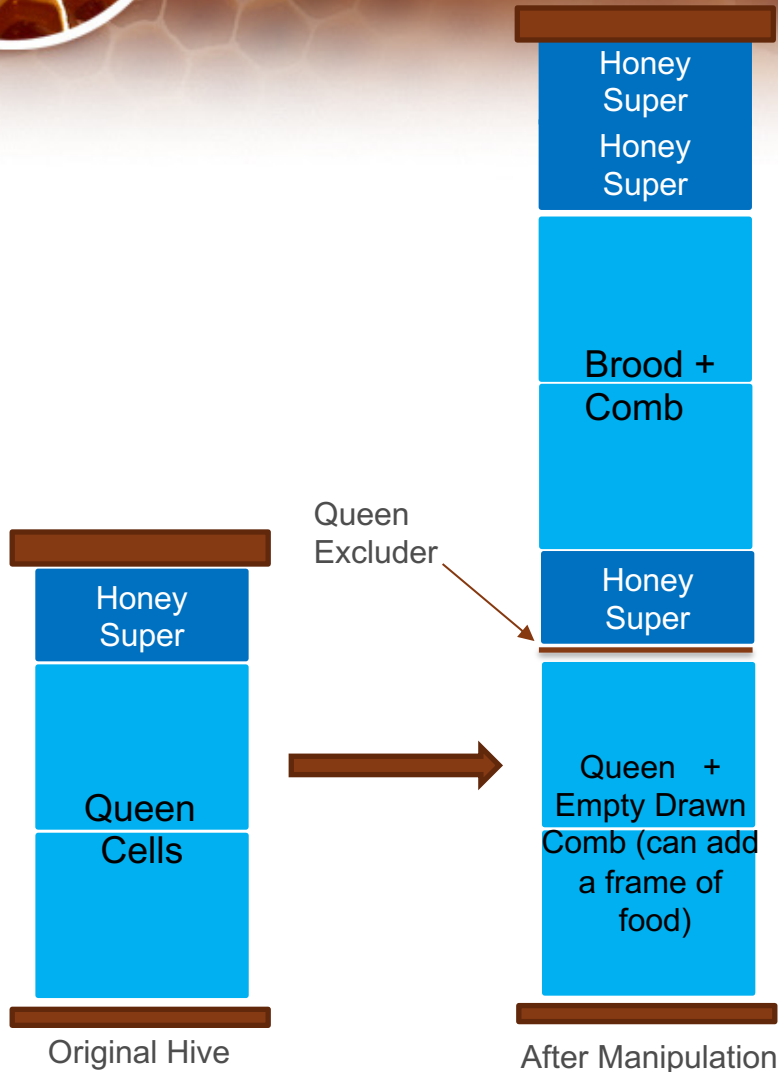 Honey
Super
Queen
Cells
Original Hive
Queen
Excluder
Honey
Super
Honey
Super
Brood +
Comb
Honey
Super
Queen +
Empty Drawn
Comb (can add
a frame of
food)
After Manipulation